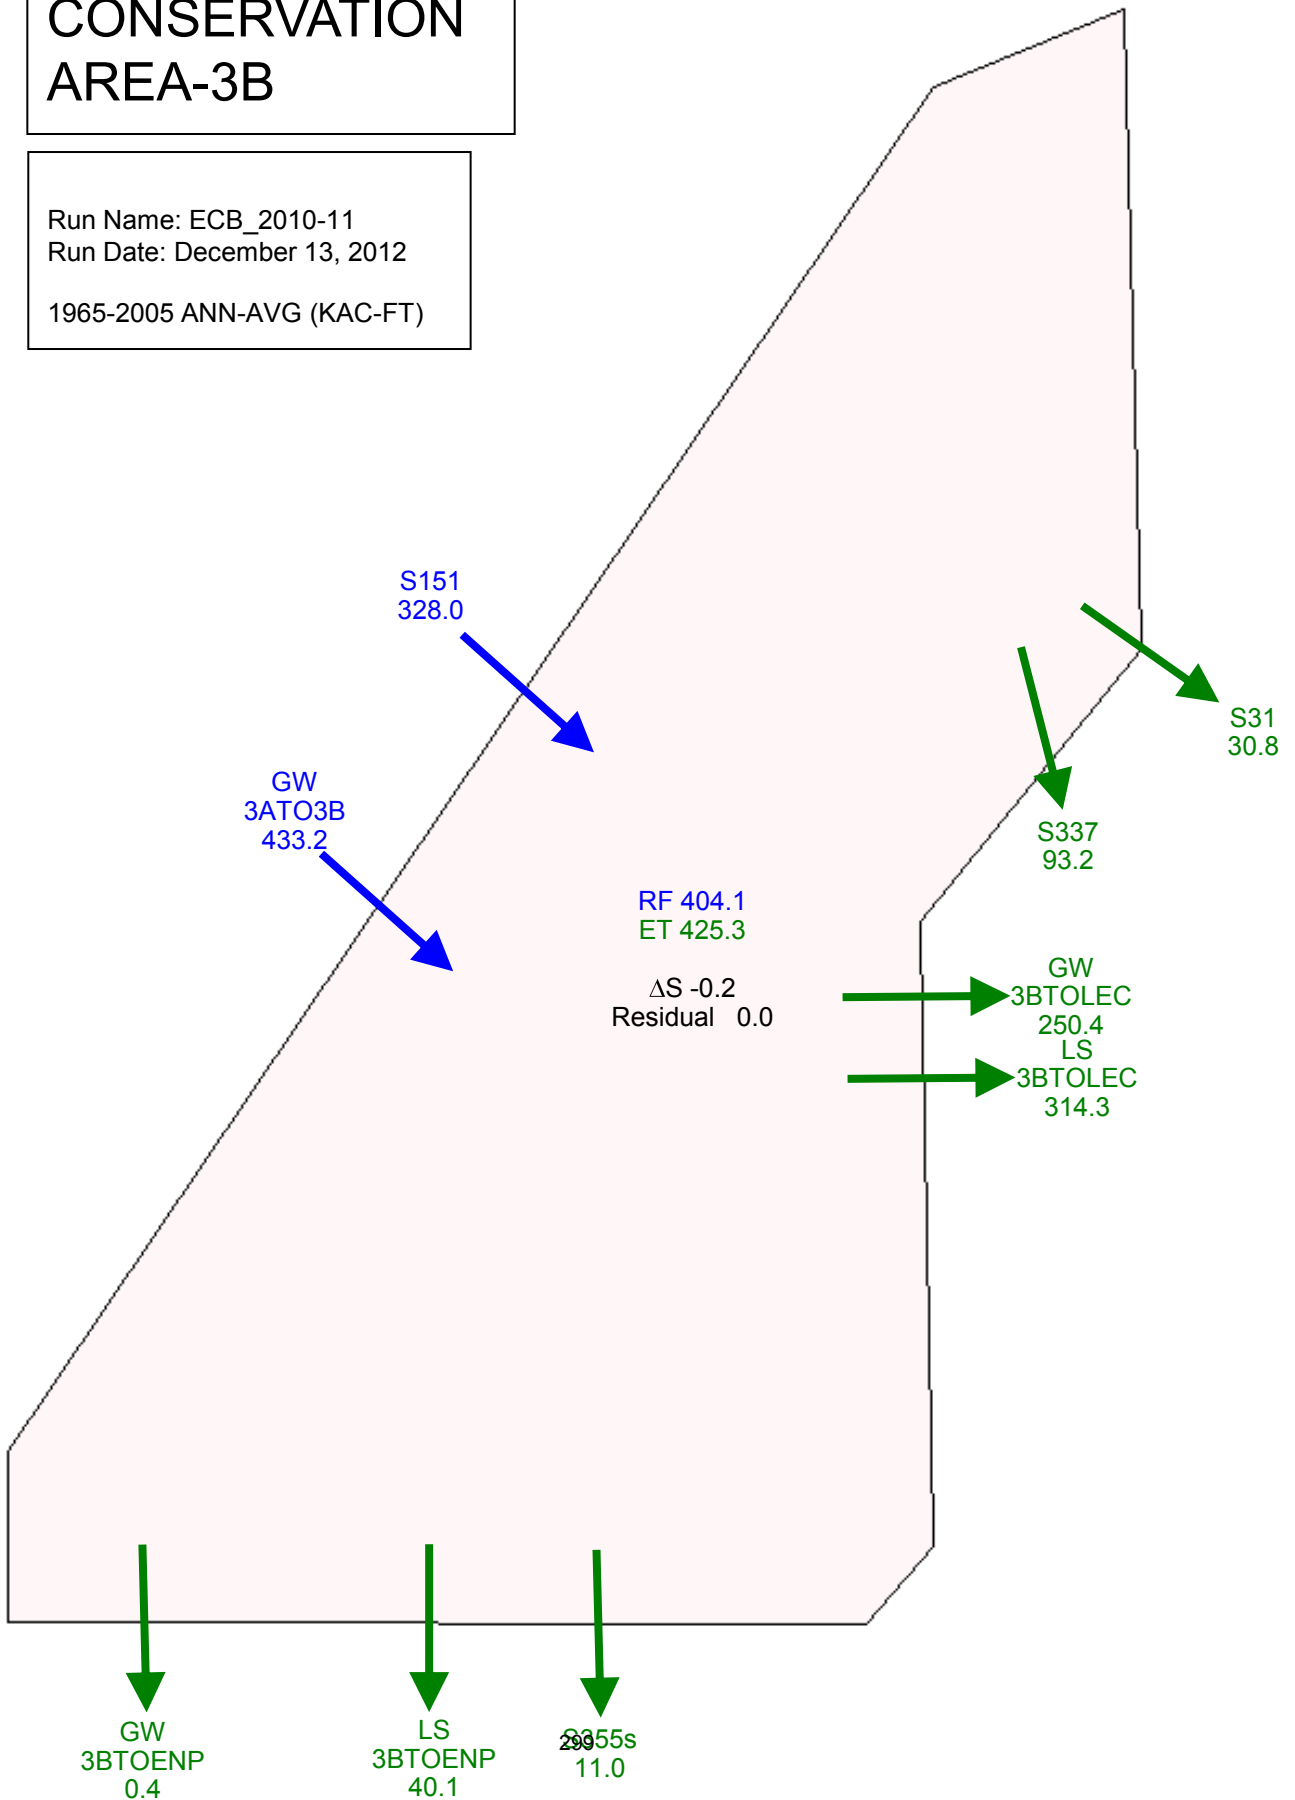 CONSERVATION
AREA-3B
Run Name: ECB_2010-11
Run Date: December 13, 2012
1965-2005 ANN-AVG (KAC-FT)
S151
328.0
GW
3ATO3B
433.2
S31
30.8
S337
93.2
RF 404.1
ET 425.3
∆S -0.2
Residual 0.0
GW
3BTOLEC
250.4
LS
3BTOLEC
314.3
GW
3BTOENP
0.4
LS
3BTOENP
40.1
S355s
299
11.0